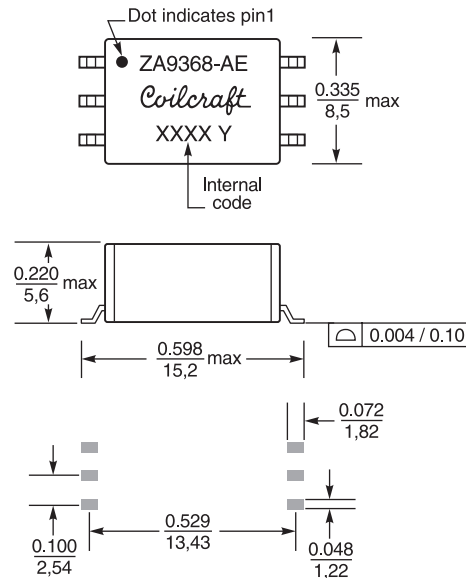 Dot indicates pin1
ZA9368-AE
Coilcraft
XXXX Y
0.335
8,5
max
Internal
code
0.220
5,6
max
0.004 / 0.10
0.598
15,2
max
0.072
1,82
0.529
13,43
0.100
2,54
0.048
1,22